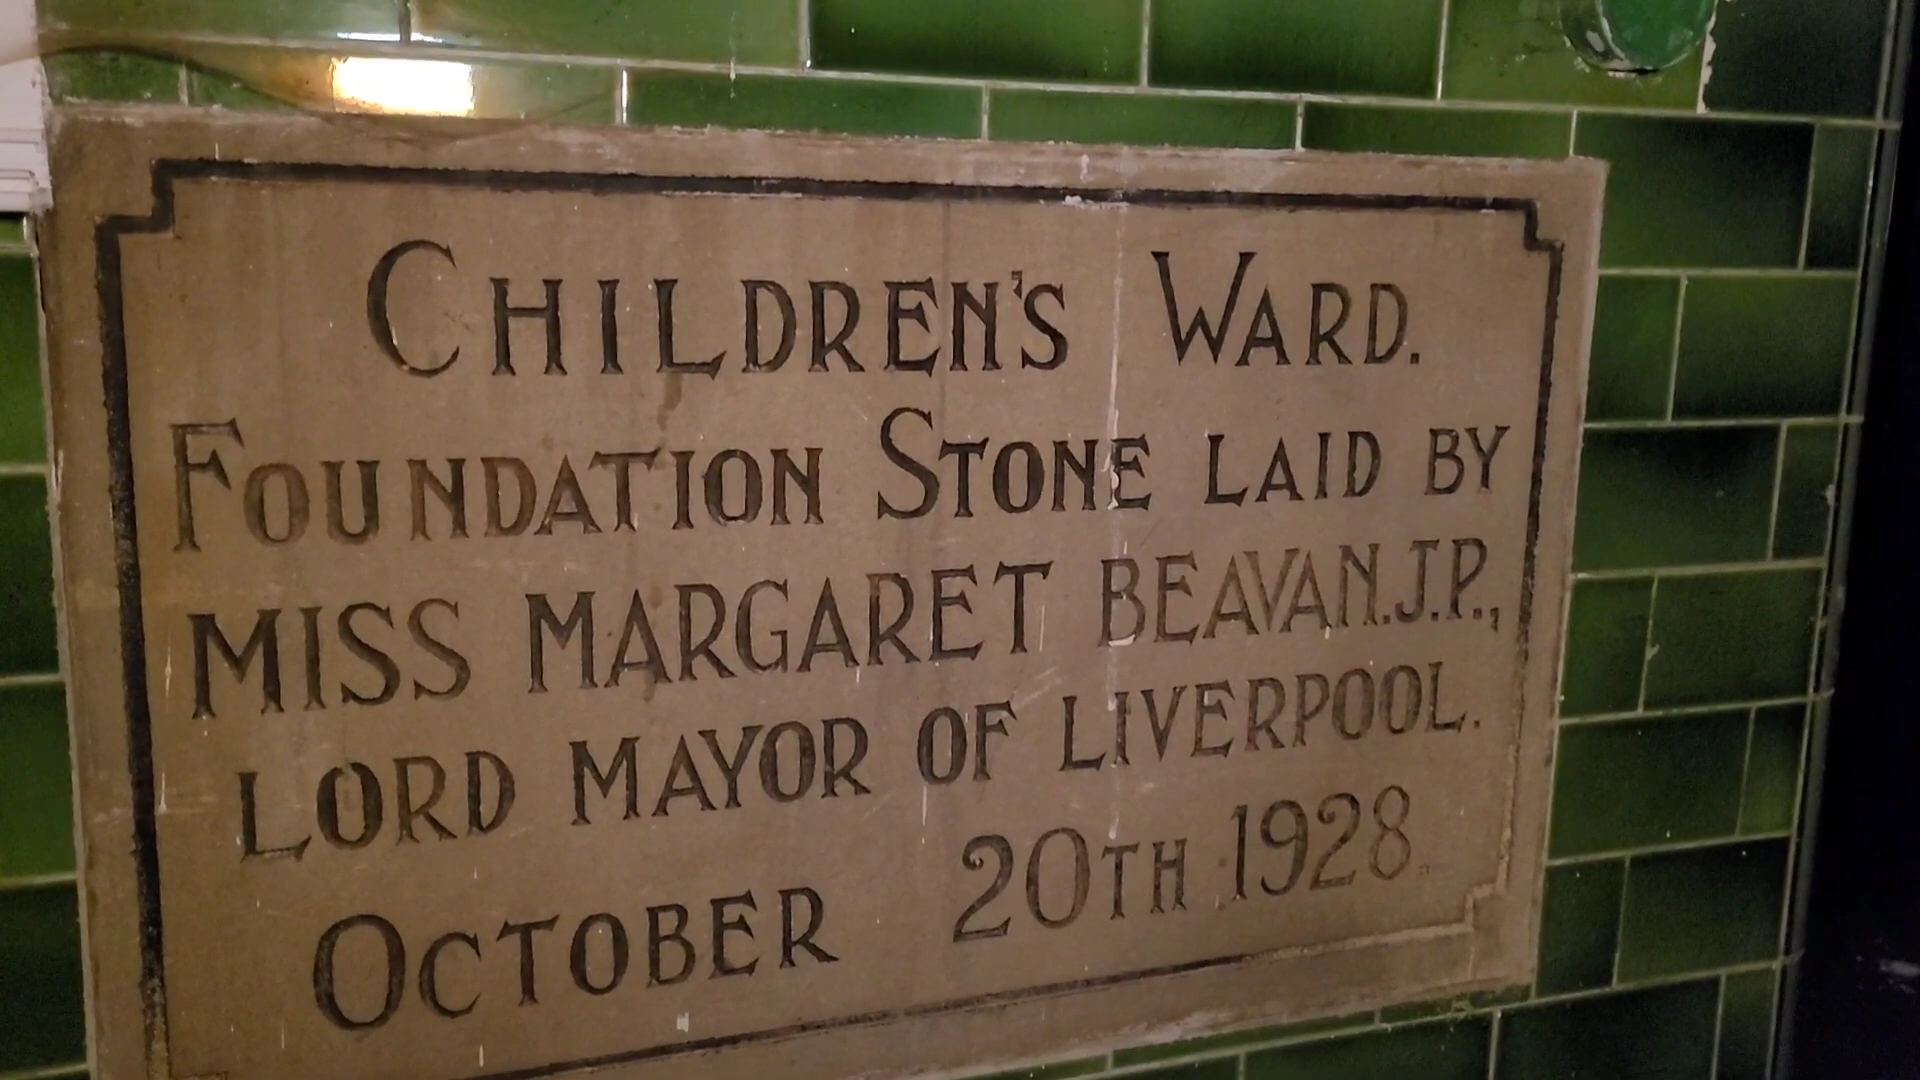 CHILDREN'S WARD.
FOUNDATION STONE LAID BY
MISS MARGARET BEAVAN.J.P.,
LORD MAYOR OF LIVERPOOL.
OCTOBER 20TH 1928.